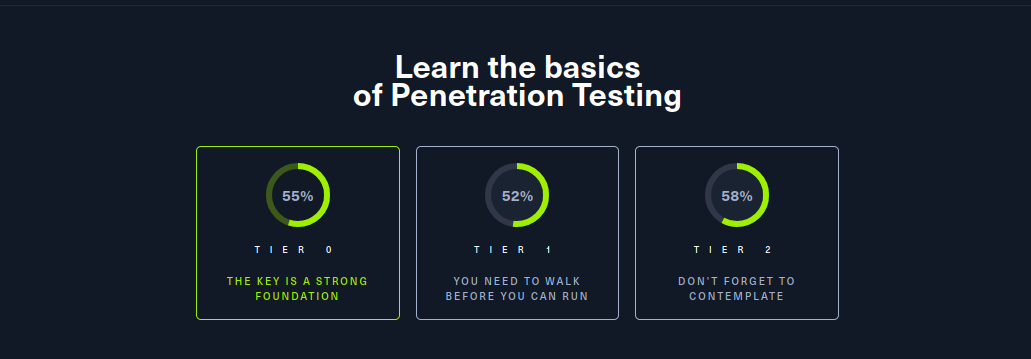 Learn the basics
of Penetration Testing
55%
TIER 0
THE KEY IS A STRONG
FOUNDATION
52%
TIER 1
YOU NEED TO WALK
BEFORE YOU CAN RUN
58%
TIER 2
DON'T FORGET TO
CONTEMPLATE